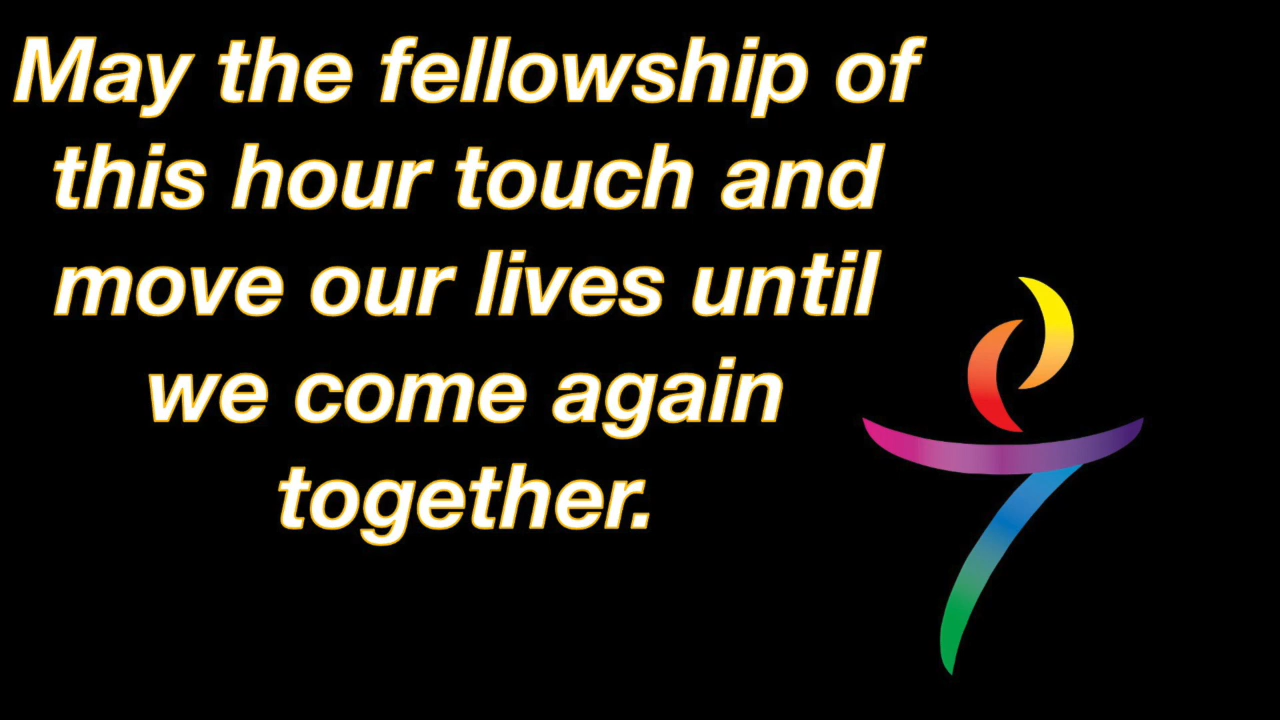 May the fellowship of
this hour touch and
move our lives until
we come again
together.